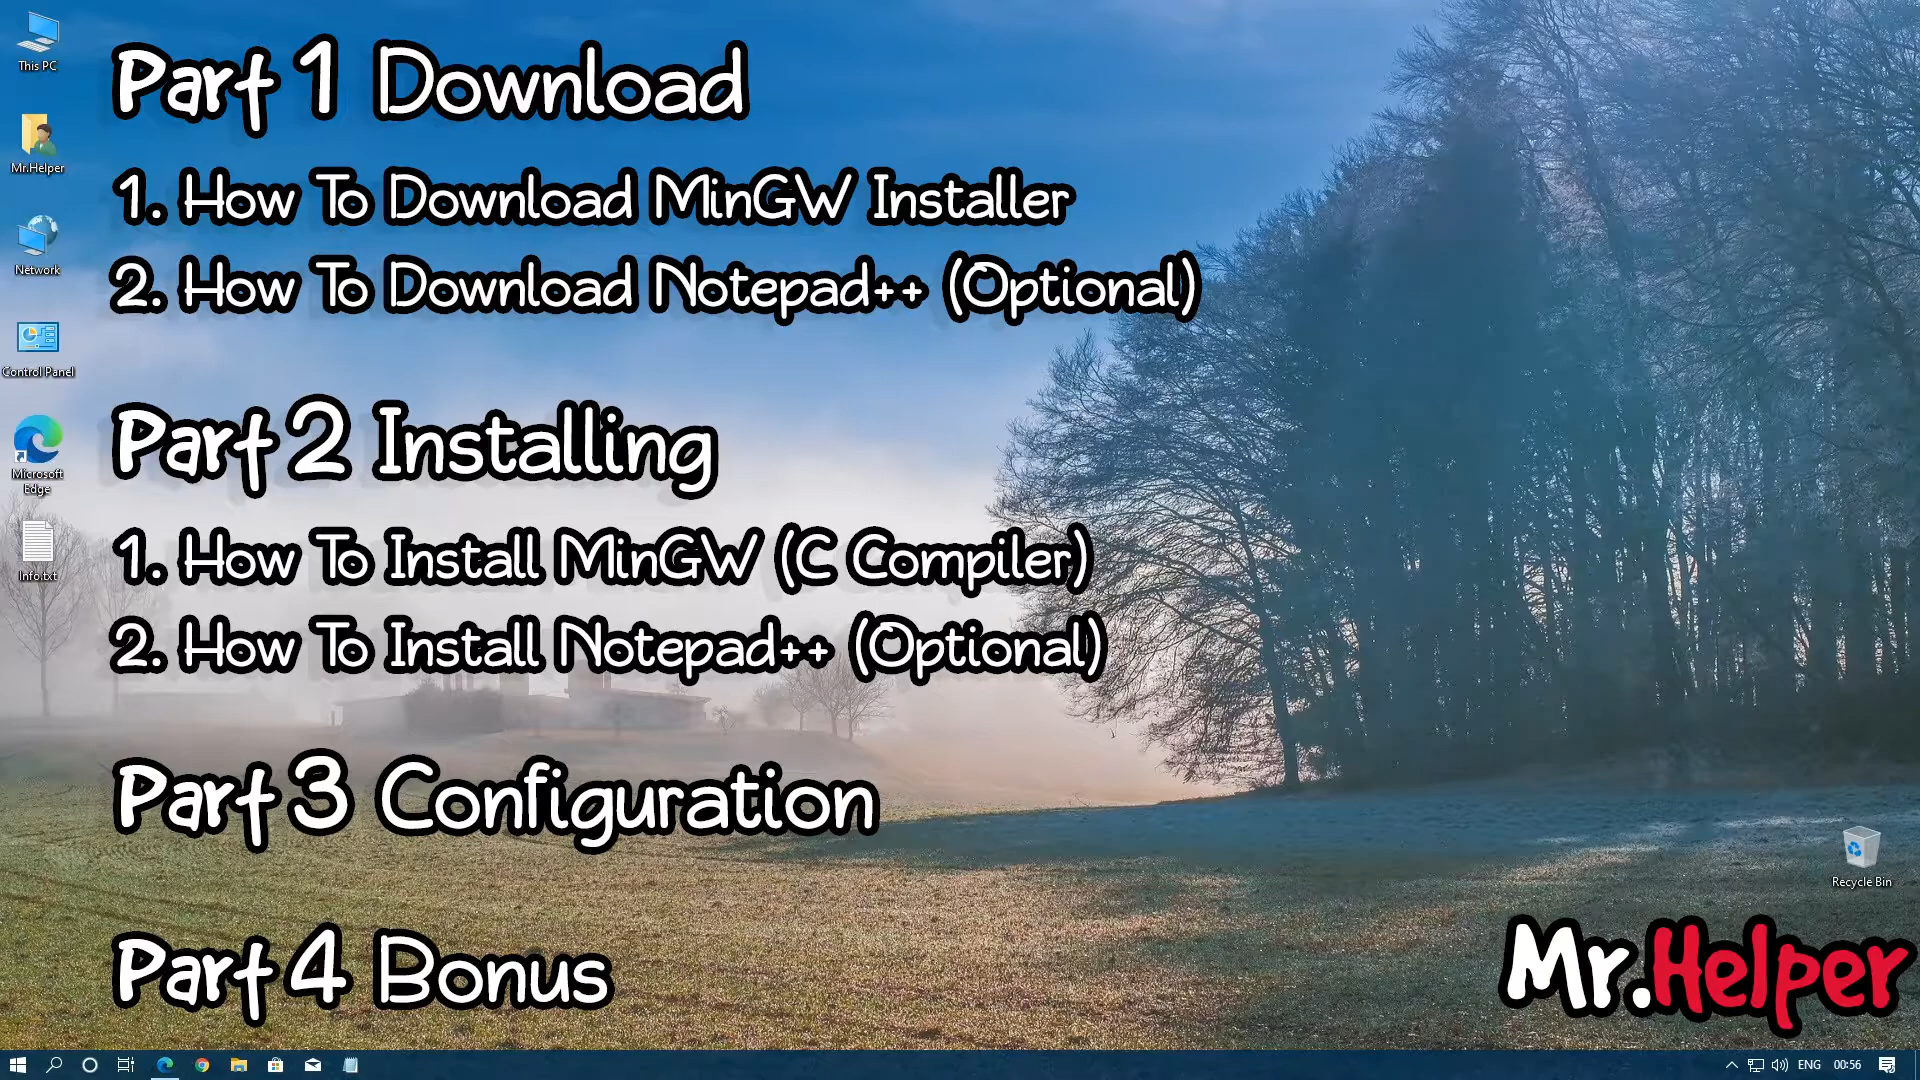 This PC
Mr.Helper
Network
Control Panel
Microsoft
Edge
Info.txt
Part 1 Download
1. How To Download MinGW Installer
2. How To Download Notepad++ (Optional)
Part 2 Installing
1. How To Install MinGW (C Compiler)
2. How To Install Notepad++ (Optional)
Part 3 Configuration
Part 4 Bonus
Recycle Bin
Mr.Helper
ENG
00:56